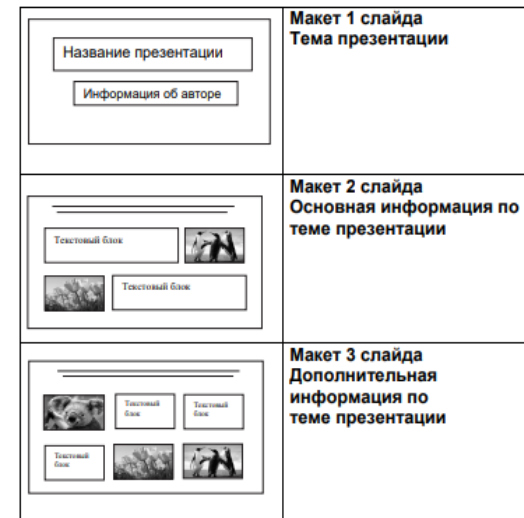 Название презентации
Информация об авторе
Макет 1 слайда
Тема презентации
Текстовый блок
Текстовый блок
Макет 2 слайда
Основная информация по
теме презентации
Текстовый
блок
Текстовый
блок
Текстовый
блок
Макет 3 слайда
Дополнительная
информация по
теме презентации